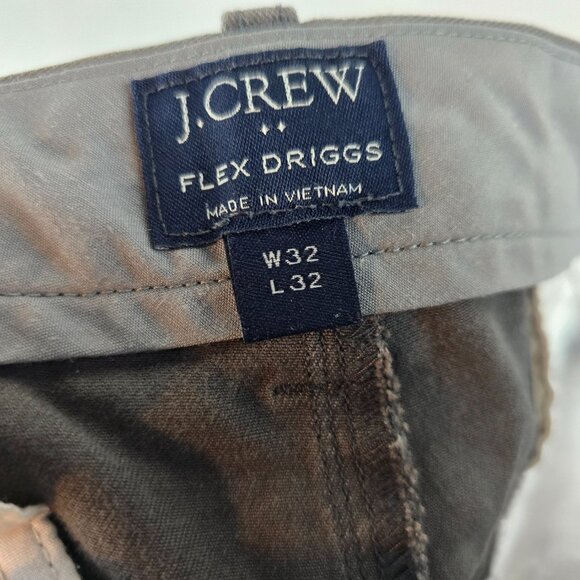 J.CREW
FLEX DRIGGS
MADE IN VIETNAM
W32
L32